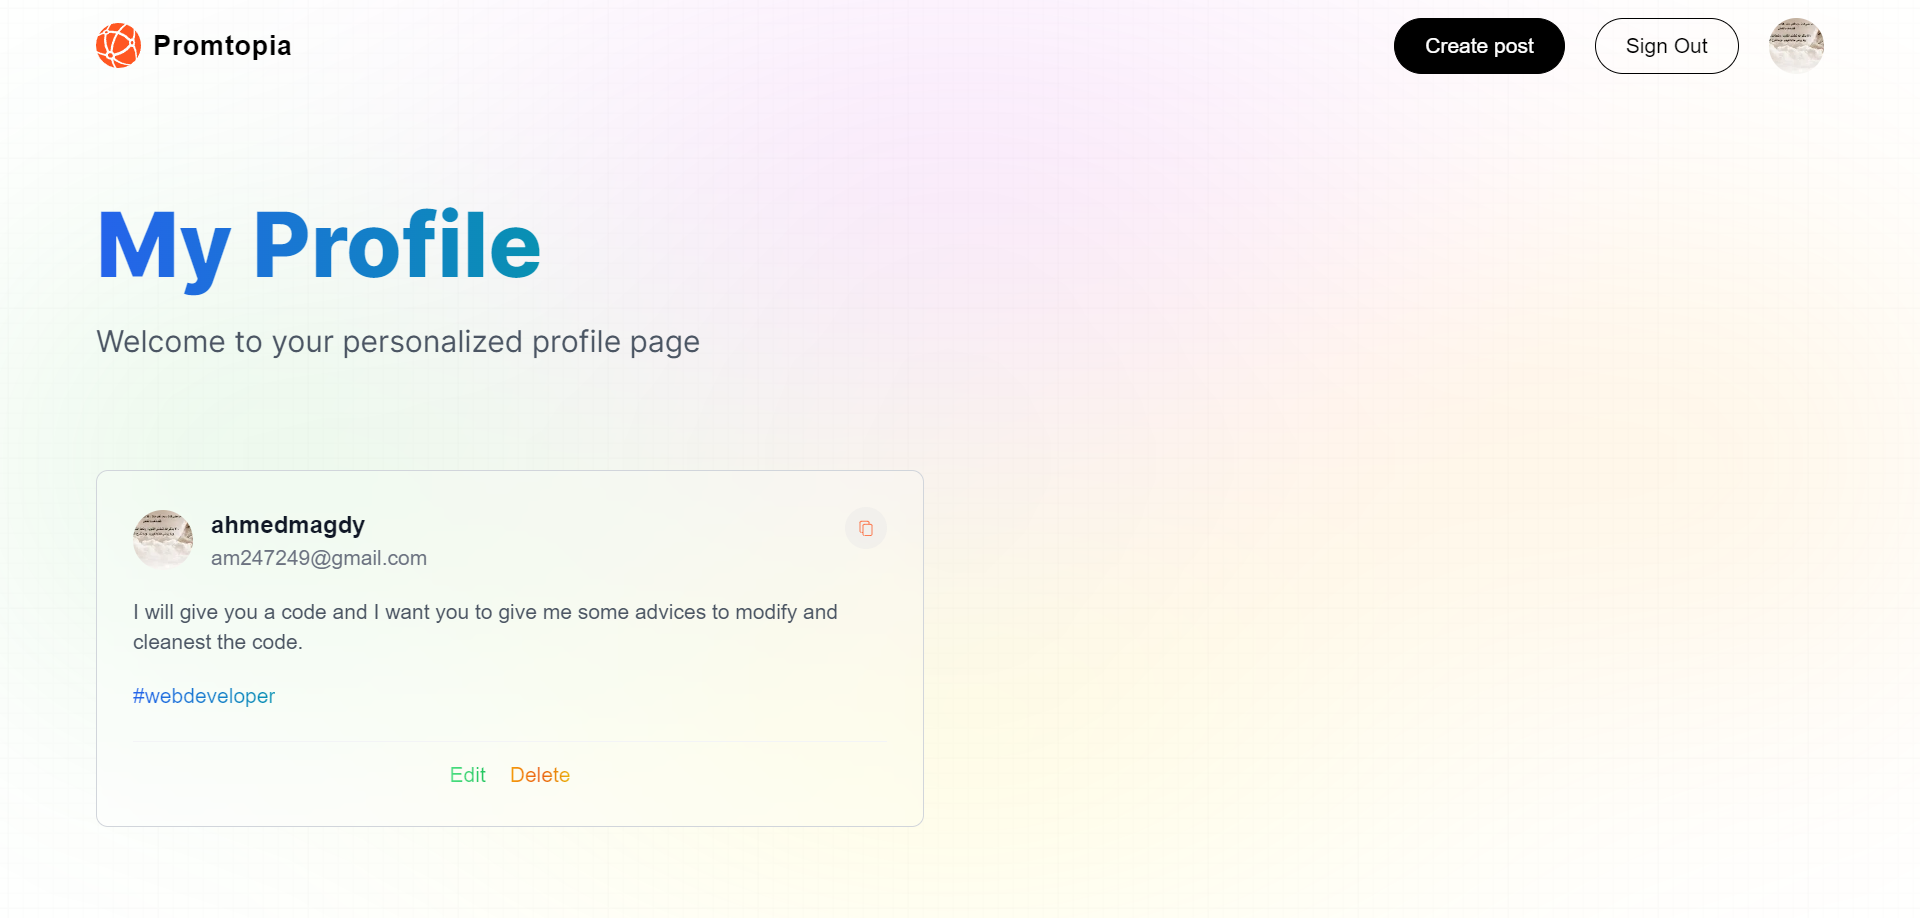 Promtopia
Create post
Sign Out
My Profile
Welcome to your personalized profile page
ahmedmagdy
am247249@gmail.com
I will give you a code and I want you to give me some advices to modify and
cleanest the code.
#webdeveloper
Edit Delete